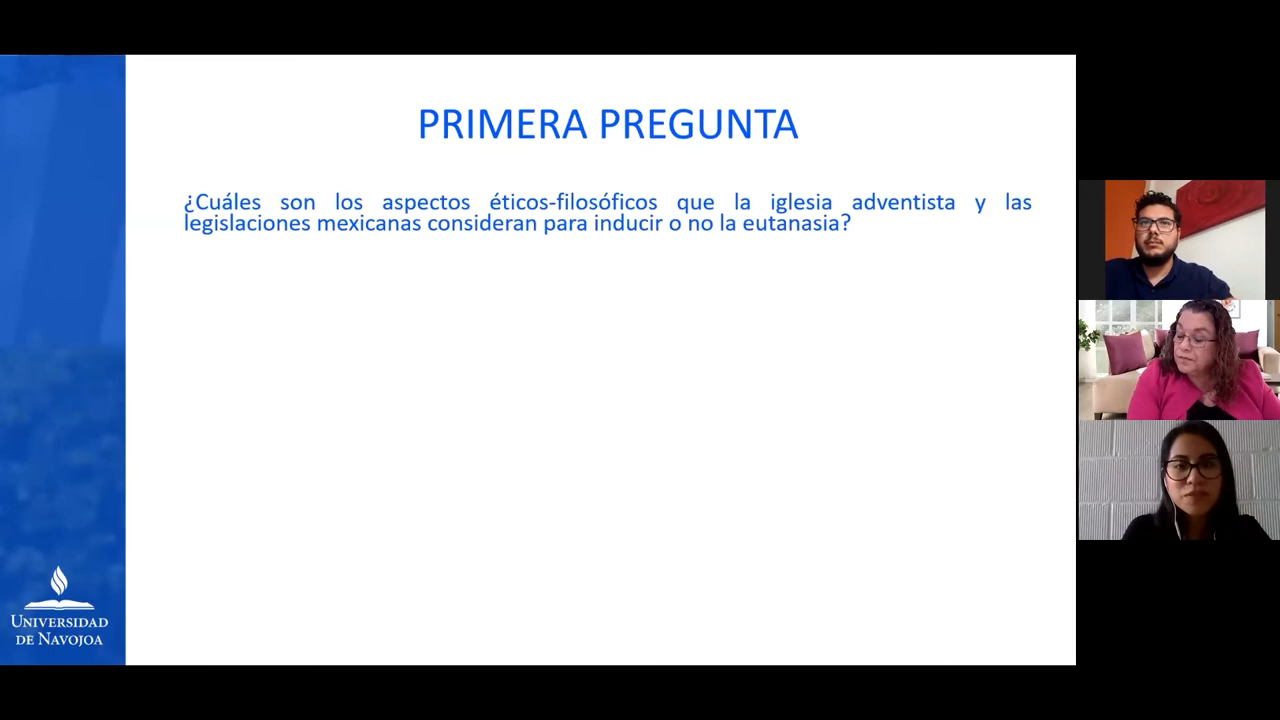 PRIMERA PREGUNTA
¿Cuáles son los aspectos éticos-filosóficos que la iglesia adventista y las
legislaciones mexicanas consideran para inducir o no la eutanasia?
UNIVERSIDAD
DE NAVOJOA